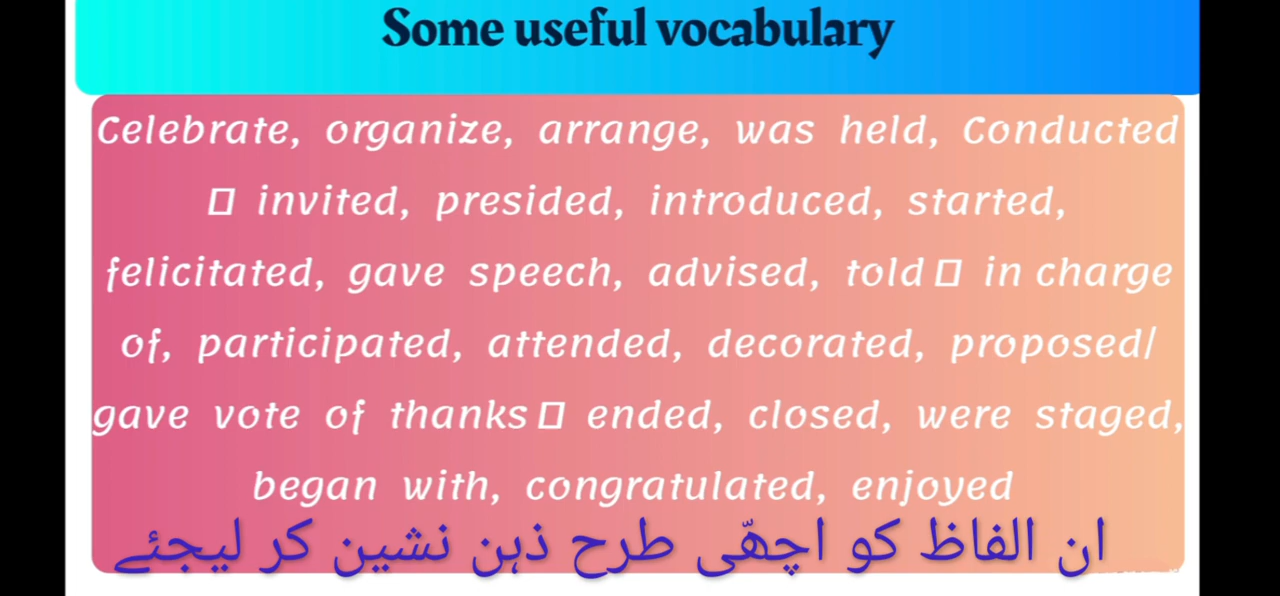 Some useful vocabulary
Celebrate, organize, arrange, was held, Conducted
▯ invited, presided, introduced, started,
felicitated, gave speech, advised, told▯ in charge
of, participated, attended, decorated, proposed/
gave vote of thanks▯ ended, closed, were staged,
began with, congratulated, enjoyed
ان الفاظ کو اچھّی طرح ذہن نشین کر لیجئے